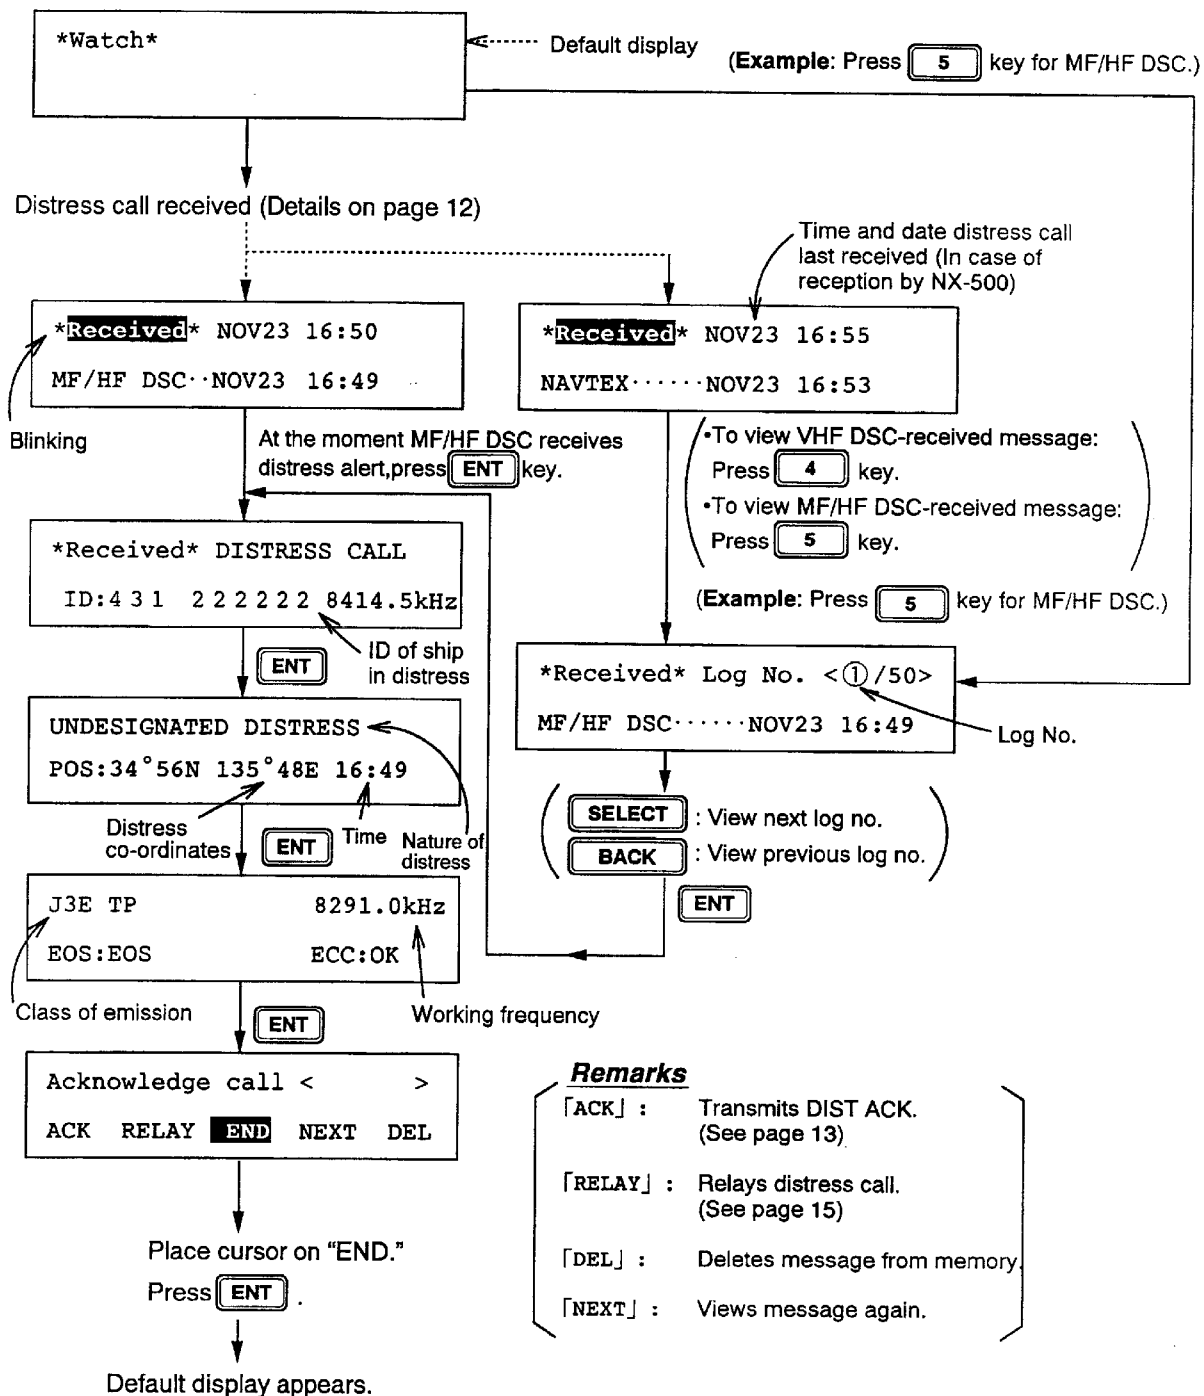 *Watch*
Default display
(Example: Press 5 key for MF/HF DSC.)
Distress call received (Details on page 12)
Time and date distress call
last received (In case of
reception by NX-500)
*Received* NOV23 16:50
MF/HF DSC··NOV23 16:49
*Received* NOV23 16:55
NAVTEX······NOV23 16:53
Blinking
At the moment MF/HF DSC receives
distress alert,press ENT key.
•To view VHF DSC-received message:
Press 4 key.
•To view MF/HF DSC-received message:
Press 5 key.
(Example: Press 5 key for MF/HF DSC.)
*Received* DISTRESS CALL
ID:431 222222 8414.5kHz
ID of ship
in distress
ENT
*Received* Log No. <①/50>
MF/HF DSC······NOV23 16:49
Log No.
UNDESIGNATED DISTRESS
POS:34°56N 135°48E 16:49
Distress
co-ordinates
ENT
Time
Nature of
distress
SELECT : View next log no.
BACK : View previous log no.
ENT
J3E TP 8291.0kHz
EOS:EOS ECC:OK
Class of emission
ENT
Working frequency
Acknowledge call < >
ACK RELAY END NEXT DEL
Place cursor on “END.”
Press ENT .
Default display appears.
Remarks
「ACK」 : Transmits DIST ACK.
(See page 13)
「RELAY」 : Relays distress call.
(See page 15)
「DEL」 : Deletes message from memory.
「NEXT」 : Views message again.